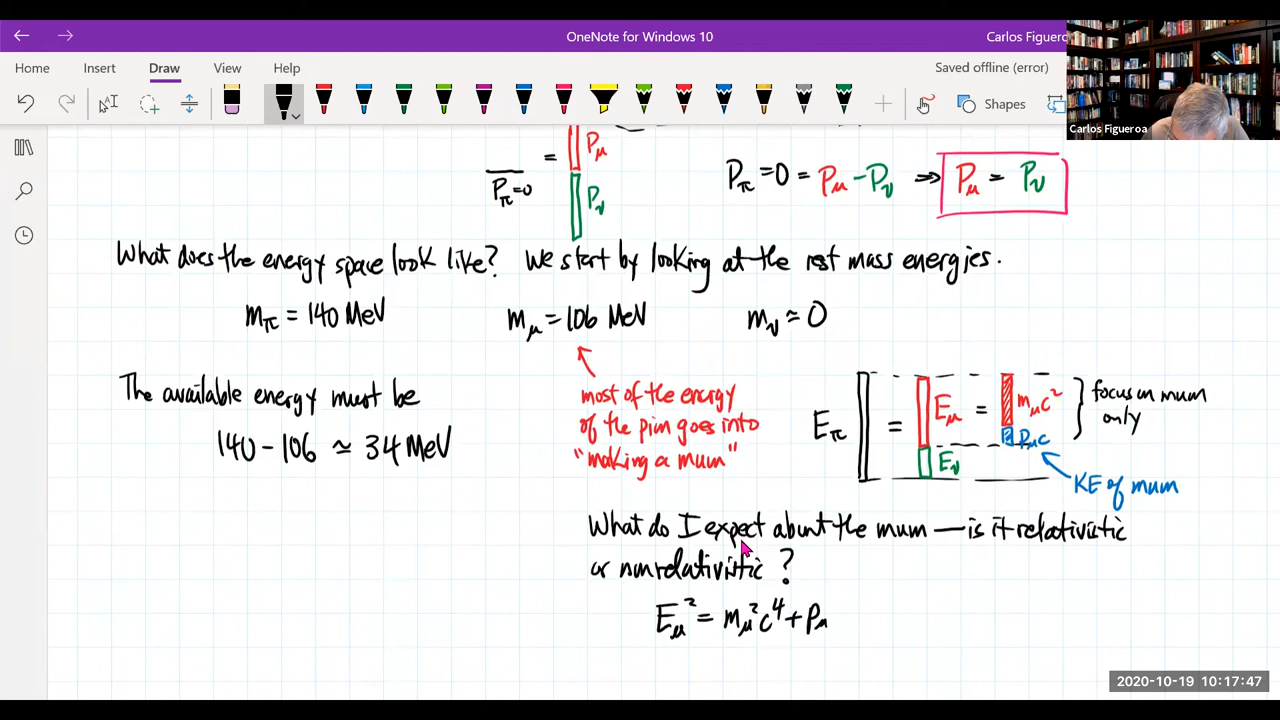 OneNote for Windows 10
Carlos Figuero
Home Insert Draw View Help
Saved offline (error)
Shapes
Carlos Figueroa
= Pμ
Pπ=0
Pν
Pπ = 0 = Pμ - Pν ⇒ Pμ = Pν
What does the energy space look like? We start by looking at the rest mass energies.
mπ = 140 MeV mμ = 106 MeV mν ≃ 0
The available energy must be
140 - 106 ≃ 34 MeV
most of the energy
of the pim goes into
"making a mum"
Eπ = Eμ = mμc²
Eν
pμc
focus on mum
only
KE of mum
What do I expect about the mum — is it relativistic
or nonrelativistic?
Eμ² = mμ²c⁴ + pμ
2020-10-19 10:17:47